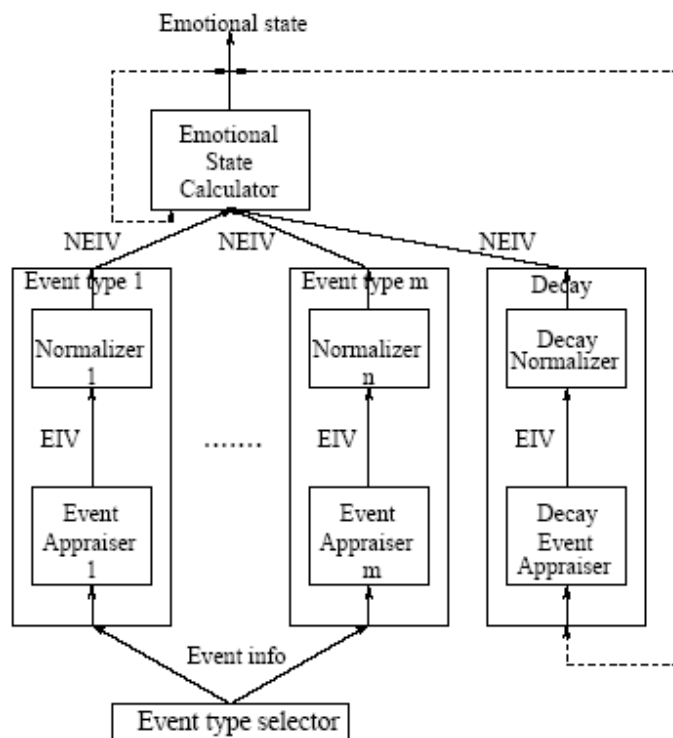 Emotional state
Emotional
State
Calculator
NEIV
NEIV
NEIV
Event type 1
Event type m
Decay
Normalizer
1
Normalizer
n
Decay
Normalizer
EIV
.......
EIV
EIV
Event
Appraiser
1
Event
Appraiser
m
Decay
Event
Appraiser
Event info
Event type selector